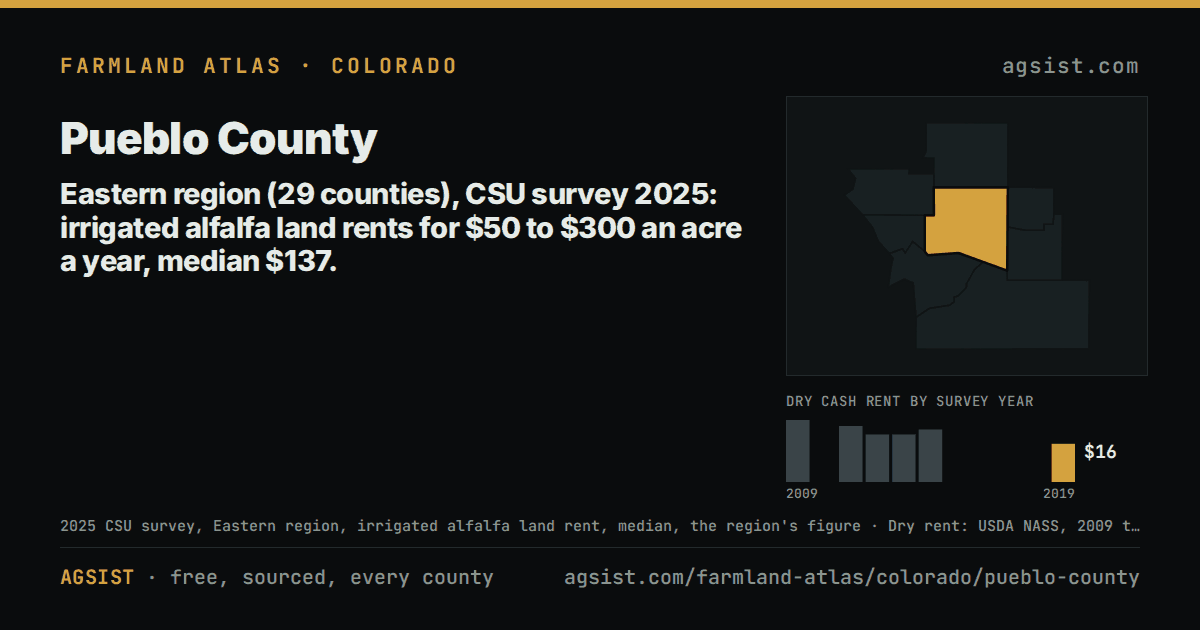 FARMLAND ATLAS · COLORADO
agsist.com
Pueblo County
Eastern region (29 counties), CSU survey 2025:
irrigated alfalfa land rents for $50 to $300 an acre
a year, median $137.
DRY CASH RENT BY SURVEY YEAR
$16
2009
2019
2025 CSU survey, Eastern region, irrigated alfalfa land rent, median, the region's figure · Dry rent: USDA NASS, 2009 t…
AGSIST · free, sourced, every county
agsist.com/farmland-atlas/colorado/pueblo-county